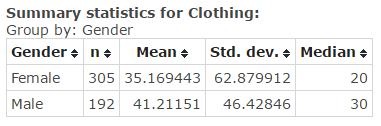 Summary statistics for Clothing:
Group by: Gender
Gender n Mean Std. dev. Median
Female 305 35.169443 62.879912 20
Male 192 41.21151 46.42846 30